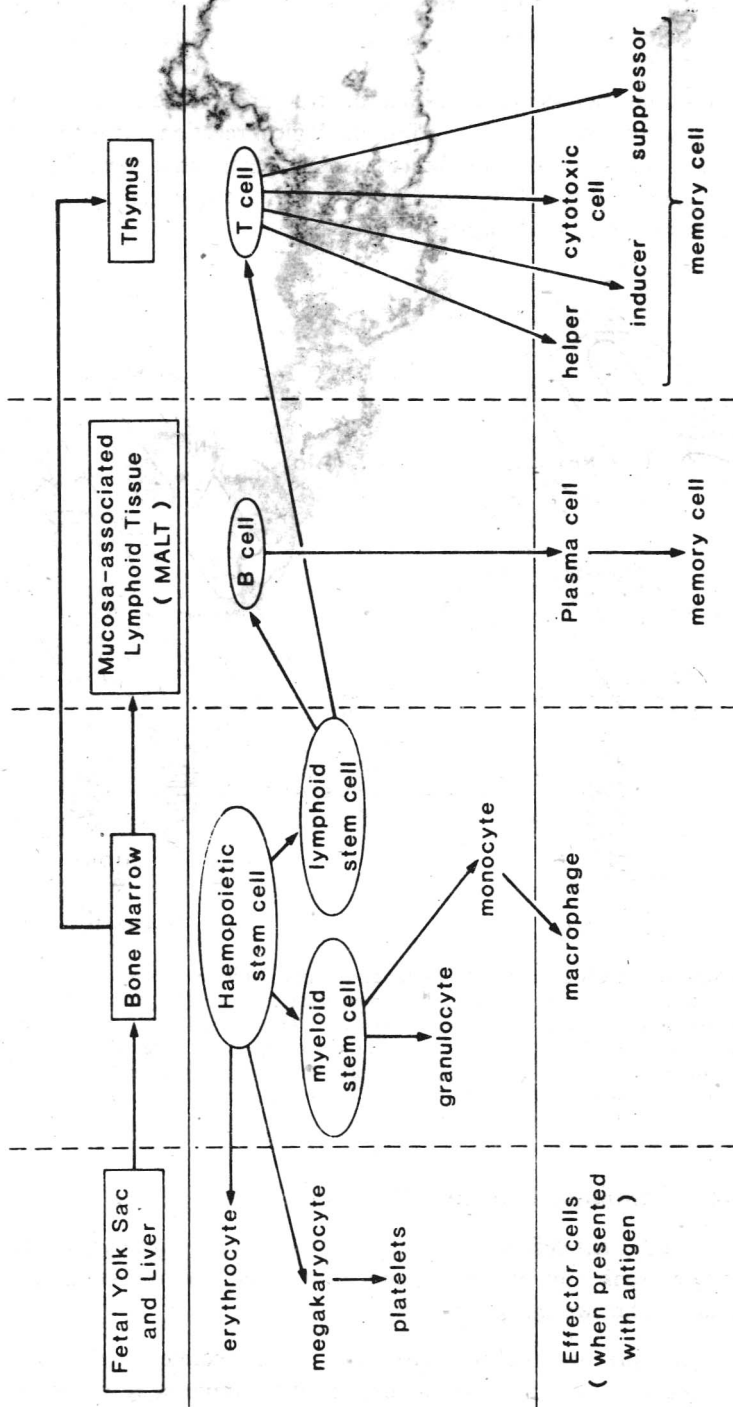 Fetal Yolk Sac
and Liver
Bone Marrow
Mucosa-associated
Lymphoid Tissue
( MALT )
Thymus
erythrocyte
megakaryocyte
platelets
Haemopoietic
stem cell
myeloid
stem cell
lymphoid
stem cell
granulocyte
monocyte
B cell
T cell
Effector cells
( when presented
with antigen )
macrophage
Plasma cell
memory cell
helper
inducer
cytotoxic
cell
suppressor
memory cell